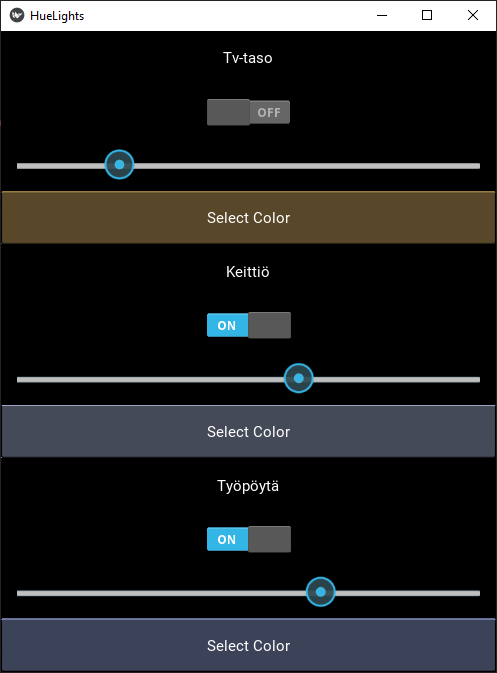 HueLights
Tv-taso
OFF
Select Color
Keittiö
ON
Select Color
Työpöytä
ON
Select Color